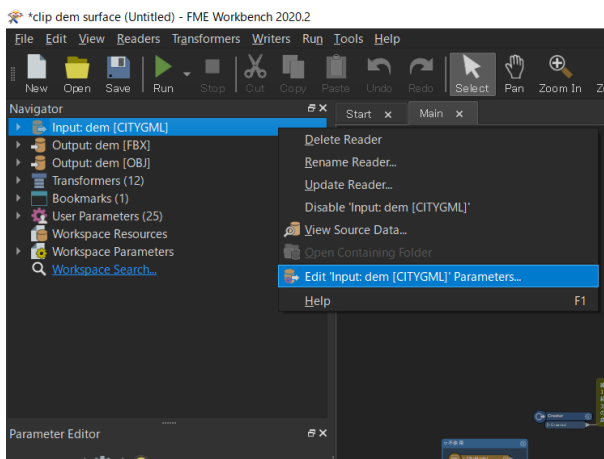 *clip dem surface (Untitled) - FME Workbench 2020.2
File Edit View Readers Transformers Writers Run Tools Help
New Open Save Run Stop Cut Copy Paste Undo Redo Select Pan Zoom In
Navigator
Start Main
Input: dem [CITYGML]
Output: dem [FBX]
Output: dem [OBJ]
Transformers (12)
Bookmarks (1)
User Parameters (25)
Workspace Resources
Workspace Parameters
Workspace Search...
Delete Reader
Rename Reader...
Update Reader...
Disable 'Input: dem [CITYGML]'
View Source Data...
Open Containing Folder
Edit 'Input: dem [CITYGML]' Parameters...
Help F1
Creator
Parameter Editor